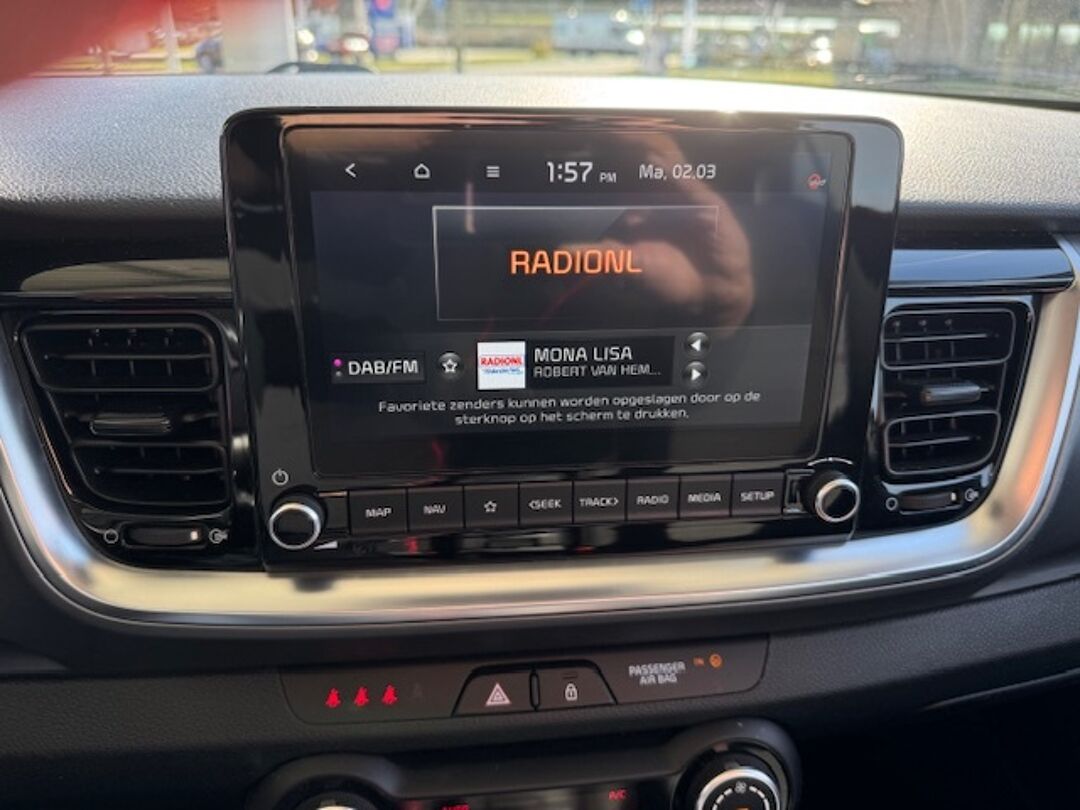 1:57 PM Ma, 02.03
RADIONL
DAB/FM
RADIONL
MONA LISA
ROBERT VAN HEM...
Favoriete zenders kunnen worden opgeslagen door op de
sterknop op het scherm te drukken.
MAP NAV <SEEK TRACK> RADIO MEDIA SETUP
PASSENGER
AIR BAG
A/C